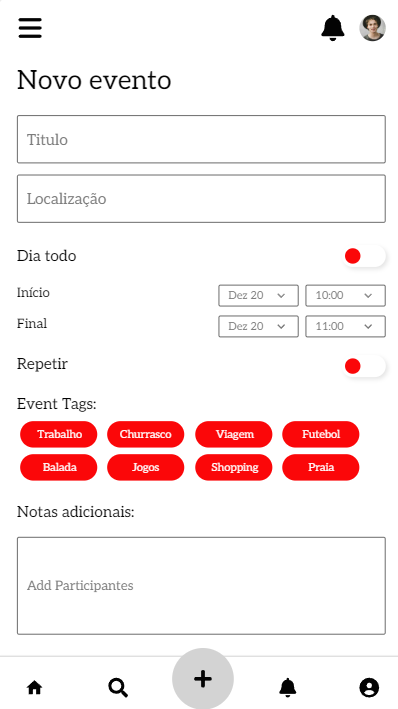 Novo evento
Titulo
Localização
Dia todo
Início Dez 20 10:00
Final Dez 20 11:00
Repetir
Event Tags:
Trabalho Churrasco Viagem Futebol
Balada Jogos Shopping Praia
Notas adicionais:
Add Participantes